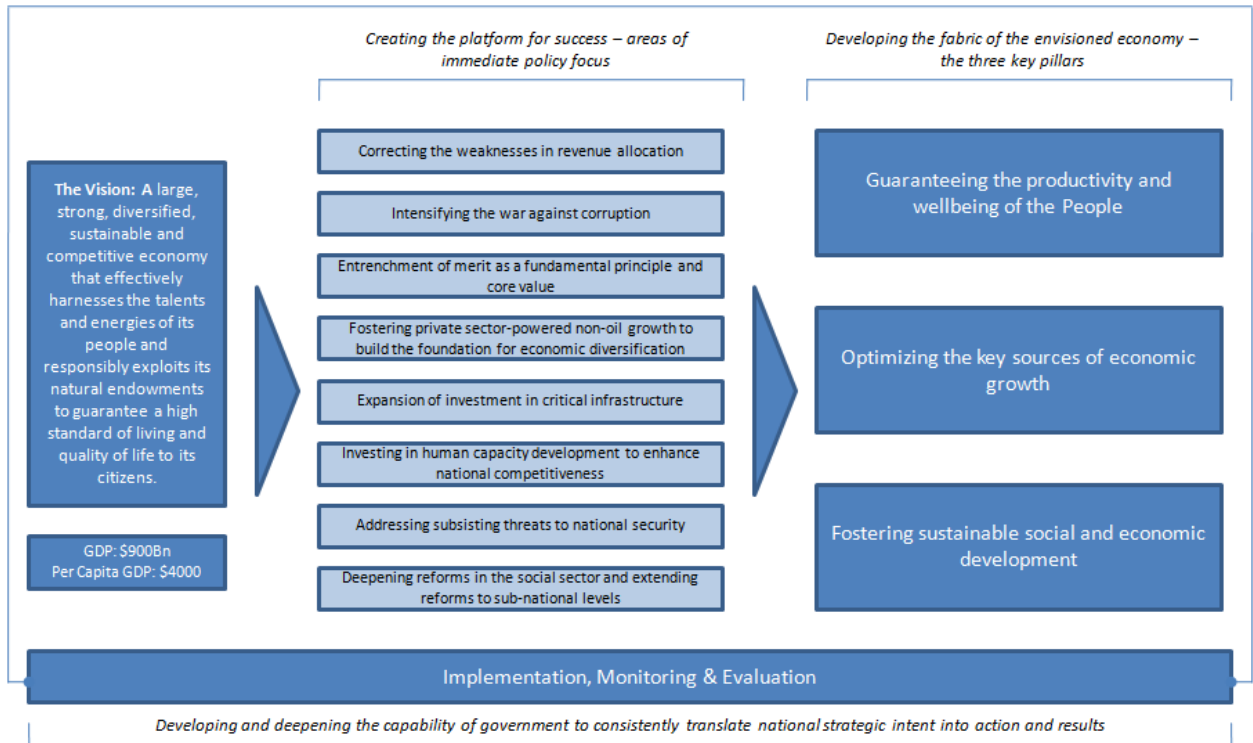 Creating the platform for success – areas of
immediate policy focus
Developing the fabric of the envisioned economy –
the three key pillars
The Vision: A large,
strong, diversified,
sustainable and
competitive economy
that effectively
harnesses the talents
and energies of its
people and
responsibly exploits its
natural endowments
to guarantee a high
standard of living and
quality of life to its
citizens.
GDP: $900Bn
Per Capita GDP: $4000
Correcting the weaknesses in revenue allocation
Intensifying the war against corruption
Entrenchment of merit as a fundamental principle and
core value
Fostering private sector-powered non-oil growth to
build the foundation for economic diversification
Expansion of investment in critical infrastructure
Investing in human capacity development to enhance
national competitiveness
Addressing subsisting threats to national security
Deepening reforms in the social sector and extending
reforms to sub-national levels
Guaranteeing the productivity and
wellbeing of the People
Optimizing the key sources of economic
growth
Fostering sustainable social and economic
development
Implementation, Monitoring & Evaluation
Developing and deepening the capability of government to consistently translate national strategic intent into action and results